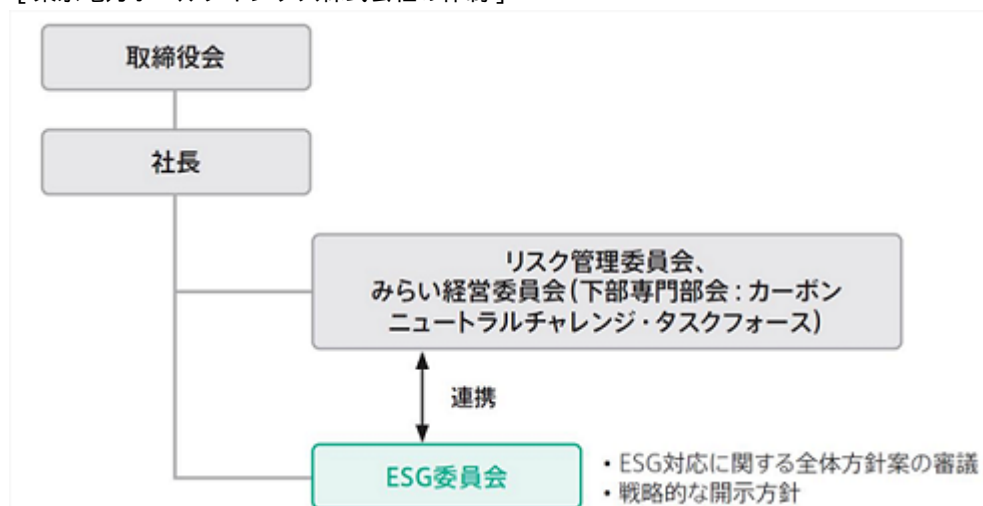 取締役会
社長
リスク管理委員会、
みらい経営委員会(下部専門部会:カーボン
ニュートラルチャレンジ・タスクフォース)
連携
ESG委員会
・ESG対応に関する全体方針案の審議
・戦略的な開示方針